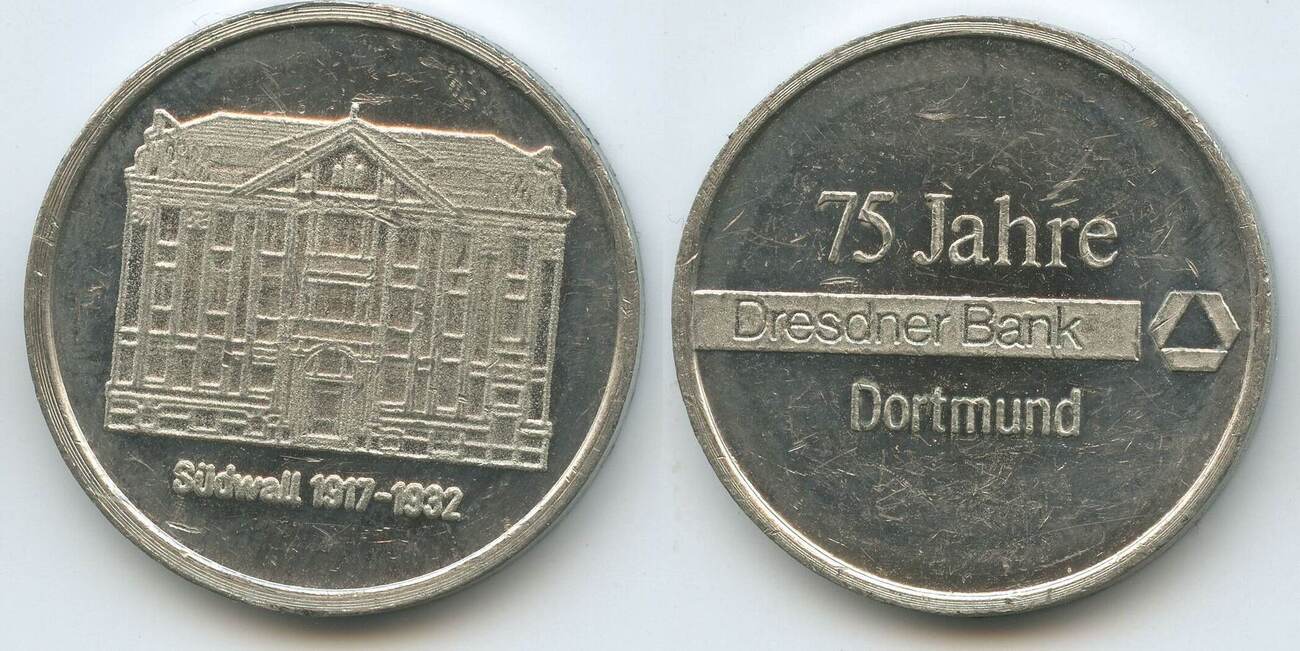 Südwall 1917-1932
75 Jahre
Dresdner Bank
Dortmund